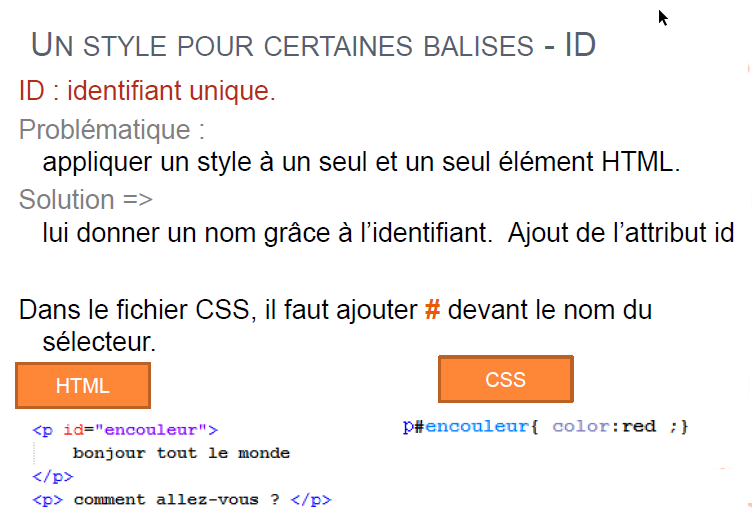 UN STYLE POUR CERTAINES BALISES - ID
ID : identifiant unique.
Problématique :
appliquer un style à un seul et un seul élément HTML.
Solution =>
lui donner un nom grâce à l’identifiant.  Ajout de l’attribut id
Dans le fichier CSS, il faut ajouter # devant le nom du
sélecteur.
HTML
<p id="encouleur">
bonjour tout le monde
</p>
<p> comment allez-vous ? </p>
CSS
p#encouleur{ color:red ;}